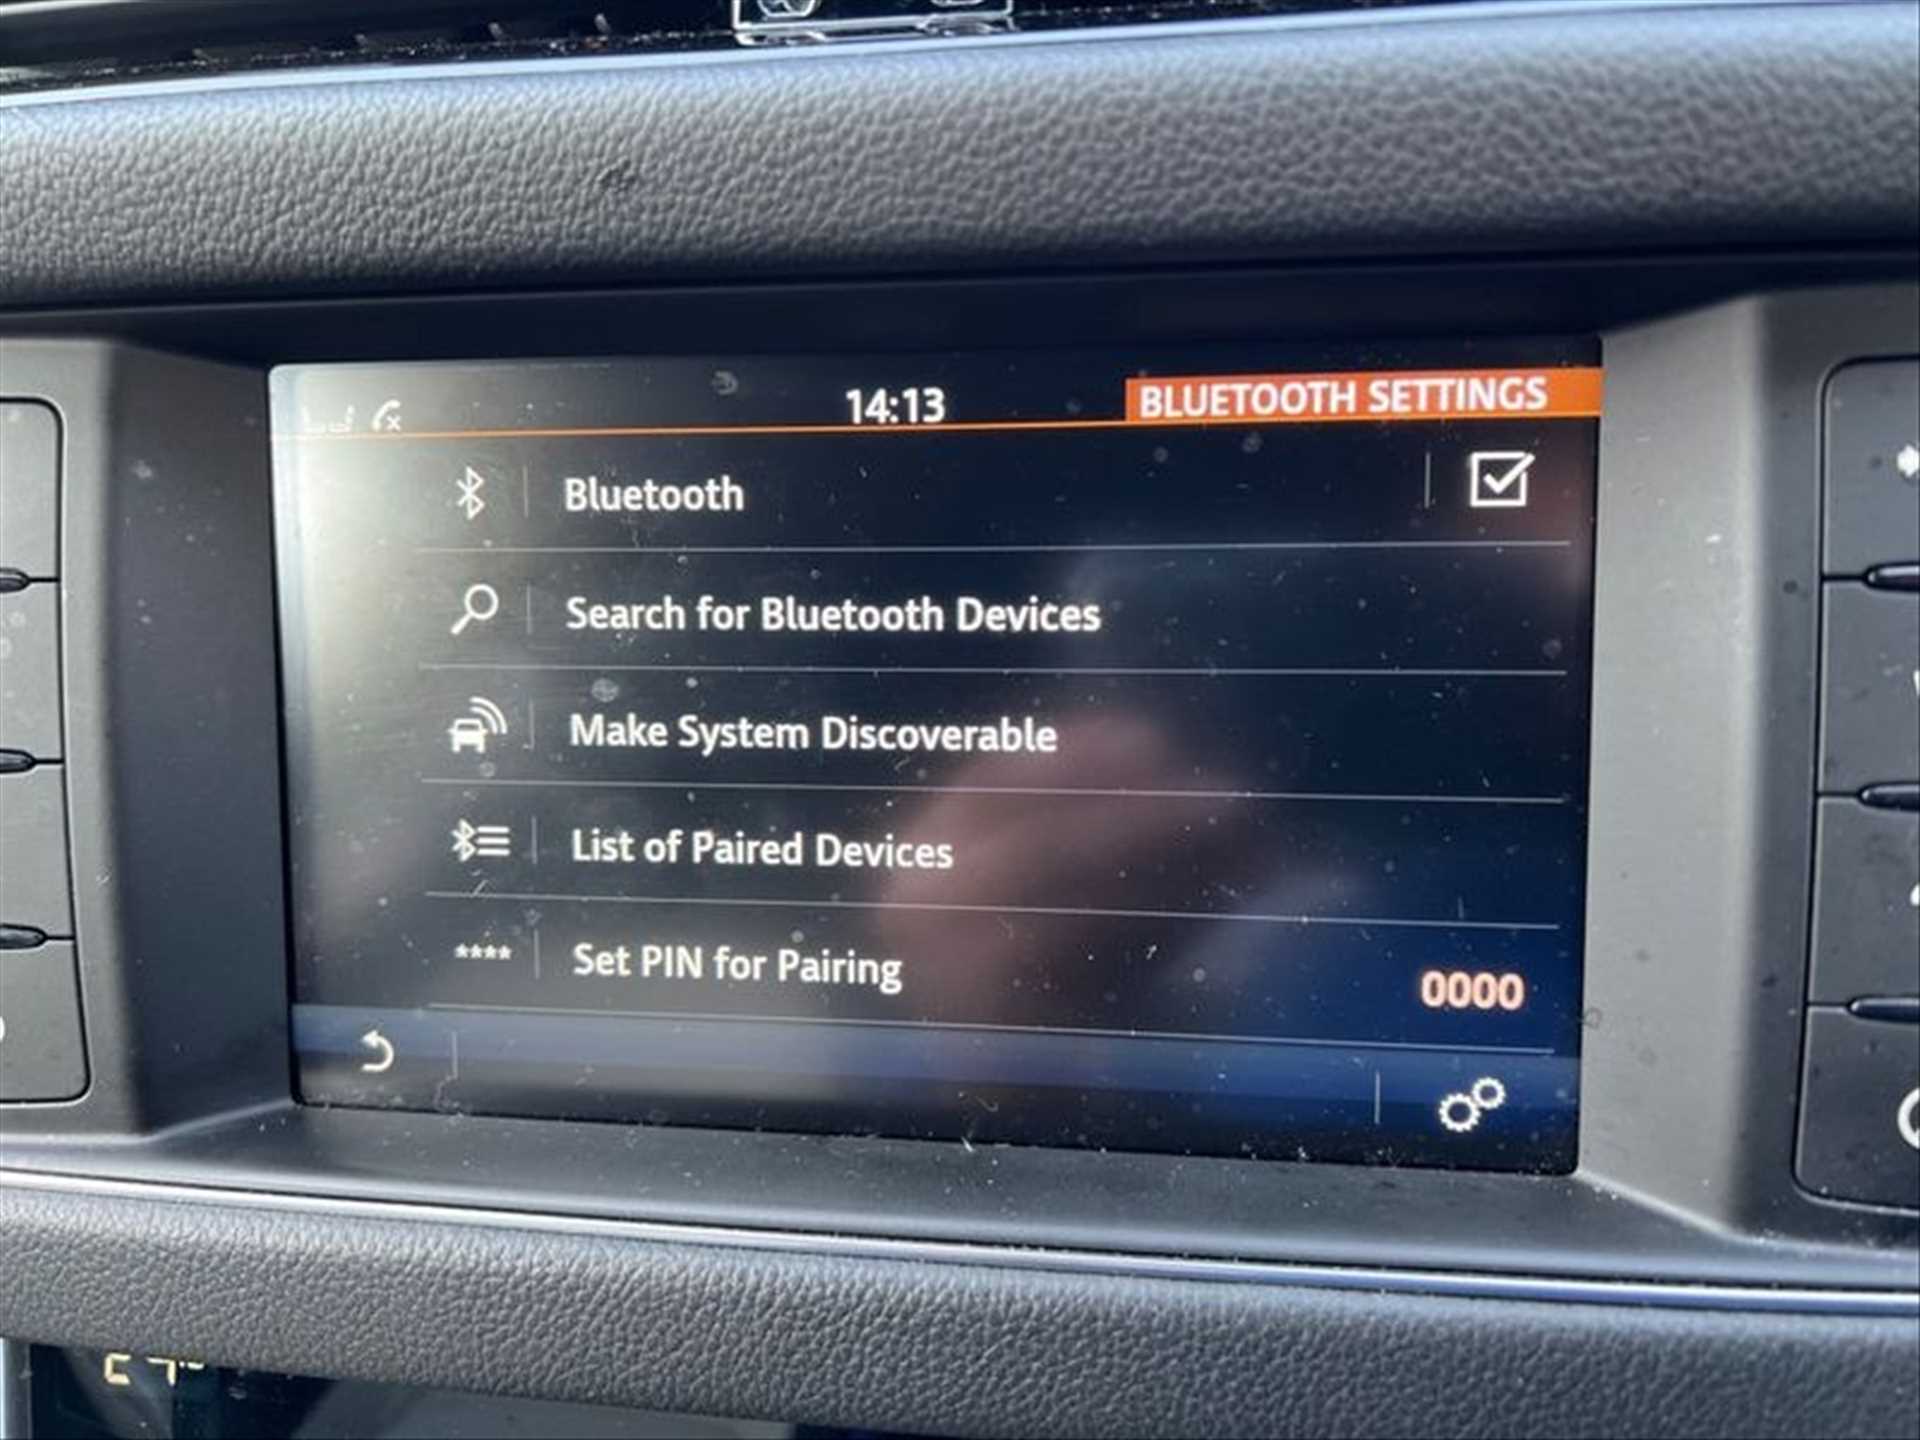 14:13
BLUETOOTH SETTINGS
Bluetooth
Search for Bluetooth Devices
Make System Discoverable
List of Paired Devices
**** Set PIN for Pairing
0000